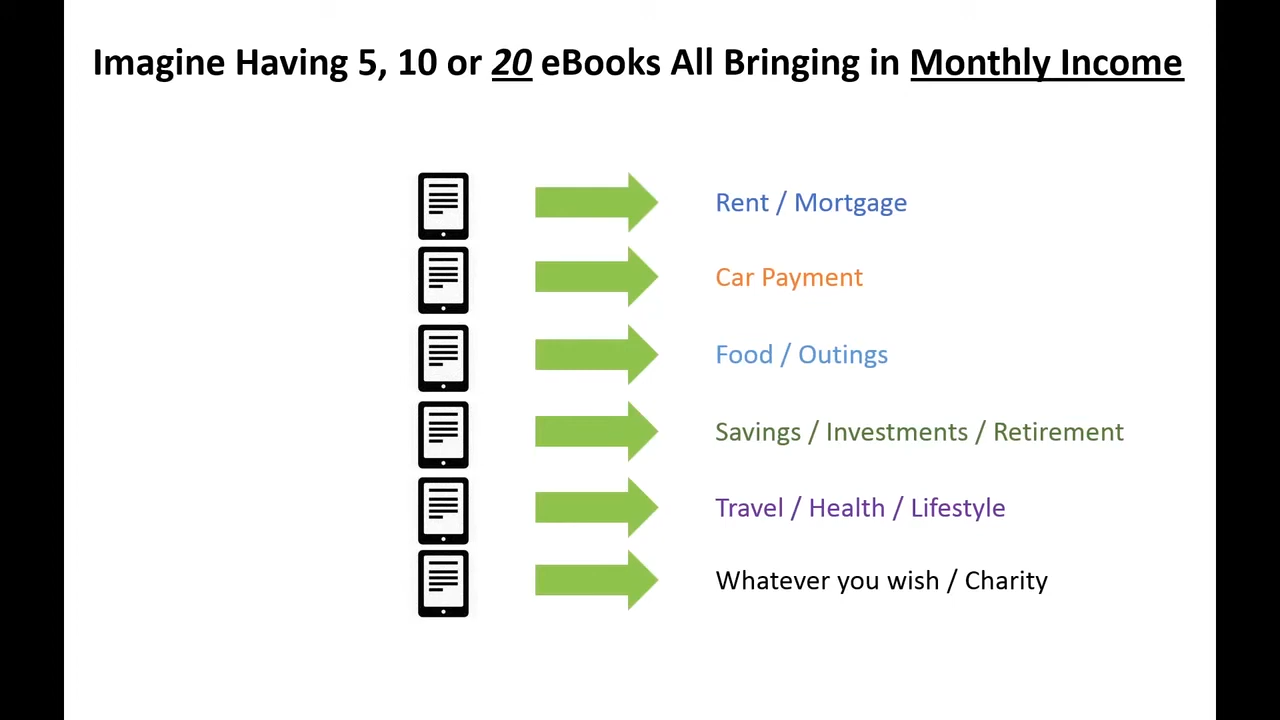 Imagine Having 5, 10 or 20 eBooks All Bringing in Monthly Income
Rent / Mortgage
Car Payment
Food / Outings
Savings / Investments / Retirement
Travel / Health / Lifestyle
Whatever you wish / Charity